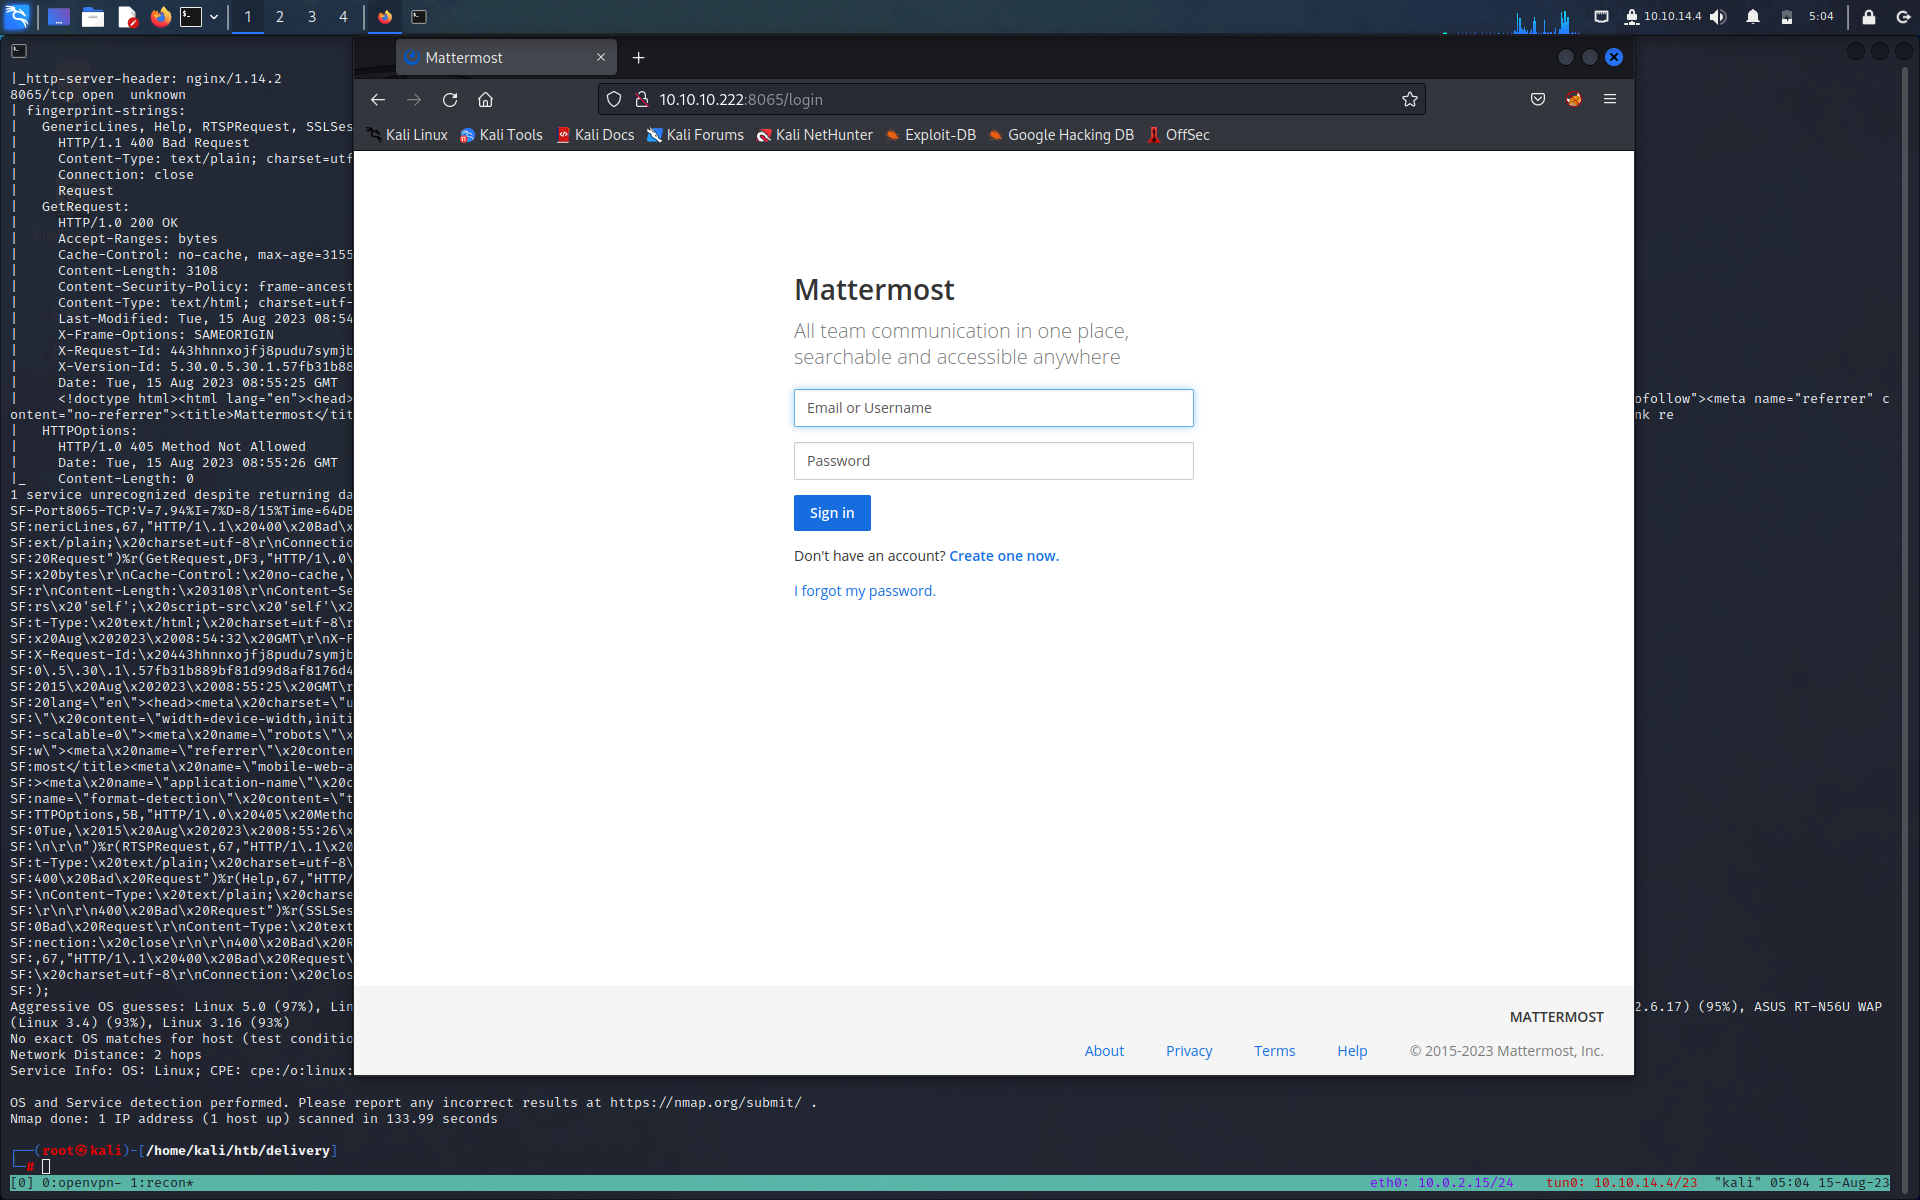 1 2 3 4 10.10.14.4 5:04
|_http-server-header: nginx/1.14.2
8065/tcp open  unknown
| fingerprint-strings:
|   GenericLines, Help, RTSPRequest, SSLSes
|     HTTP/1.1 400 Bad Request
|     Content-Type: text/plain; charset=utf
|     Connection: close
|     Request
|   GetRequest:
|     HTTP/1.0 200 OK
|     Accept-Ranges: bytes
|     Cache-Control: no-cache, max-age=3155
|     Content-Length: 3108
|     Content-Security-Policy: frame-ancest
|     Content-Type: text/html; charset=utf-
|     Last-Modified: Tue, 15 Aug 2023 08:54
|     X-Frame-Options: SAMEORIGIN
|     X-Request-Id: 443hhnnxojfj8pudu7symjb
|     X-Version-Id: 5.30.0.5.30.1.57fb31b88
|     Date: Tue, 15 Aug 2023 08:55:25 GMT
|     <!doctype html><html lang="en"><head> ofollow"><meta name="referrer" c
ontent="no-referrer"><title>Mattermost</tit nk re
|   HTTPOptions:
|     HTTP/1.0 405 Method Not Allowed
|     Date: Tue, 15 Aug 2023 08:55:26 GMT
|_    Content-Length: 0
1 service unrecognized despite returning da
SF-Port8065-TCP:V=7.94%I=7%D=8/15%Time=64DB
SF:nericLines,67,"HTTP/1\.1\x20400\x20Bad\x
SF:ext/plain;\x20charset=utf-8\r\nConnectio
SF:20Request")%r(GetRequest,DF3,"HTTP/1\.0\
SF:x20bytes\r\nCache-Control:\x20no-cache,\
SF:r\nContent-Length:\x203108\r\nContent-Se
SF:rs\x20'self';\x20script-src\x20'self'\x2
SF:t-Type:\x20text/html;\x20charset=utf-8\r
SF:x20Aug\x202023\x2008:54:32\x20GMT\r\nX-F
SF:X-Request-Id:\x20443hhnnxojfj8pudu7symjb
SF:0\.5\.30\.1\.57fb31b889bf81d99d8af8176d4
SF:2015\x20Aug\x202023\x2008:55:25\x20GMT\r
SF:20lang=\"en\"><head><meta\x20charset=\"u
SF:\"\x20content=\"width=device-width,initi
SF:-scalable=0\"><meta\x20name=\"robots\"\x
SF:w\"><meta\x20name=\"referrer\"\x20conten
SF:most</title><meta\x20name=\"mobile-web-a
SF:><meta\x20name=\"application-name\"\x20c
SF:name=\"format-detection\"\x20content=\"t
SF:TTPOptions,5B,"HTTP/1\.0\x20405\x20Metho
SF:0Tue,\x2015\x20Aug\x202023\x2008:55:26\x
SF:\n\r\n")%r(RTSPRequest,67,"HTTP/1\.1\x20
SF:t-Type:\x20text/plain;\x20charset=utf-8\
SF:400\x20Bad\x20Request")%r(Help,67,"HTTP/
SF:\nContent-Type:\x20text/plain;\x20charse
SF:\r\n\r\n400\x20Bad\x20Request")%r(SSLSes
SF:0Bad\x20Request\r\nContent-Type:\x20text
SF:nection:\x20close\r\n\r\n400\x20Bad\x20R
SF:,67,"HTTP/1\.1\x20400\x20Bad\x20Request\
SF:\x20charset=utf-8\r\nConnection:\x20clos
SF:);
Aggressive OS guesses: Linux 5.0 (97%), Lin 2.6.17) (95%), ASUS RT-N56U WAP
(Linux 3.4) (93%), Linux 3.16 (93%)
No exact OS matches for host (test conditio
Network Distance: 2 hops
Service Info: OS: Linux; CPE: cpe:/o:linux:
OS and Service detection performed. Please report any incorrect results at https://nmap.org/submit/ .
Nmap done: 1 IP address (1 host up) scanned in 133.99 seconds
┌──(root㉿kali)-[/home/kali/htb/delivery]
└─#
[0] 0:openvpn- 1:recon* eth0: 10.0.2.15/24 tun0: 10.10.14.4/23 "kali" 05:04 15-Aug-23
Mattermost
10.10.10.222:8065/login
Kali Linux Kali Tools Kali Docs Kali Forums Kali NetHunter Exploit-DB Google Hacking DB OffSec
Mattermost
All team communication in one place,
searchable and accessible anywhere
Email or Username
Password
Sign in
Don't have an account? Create one now.
I forgot my password.
MATTERMOST
About Privacy Terms Help © 2015-2023 Mattermost, Inc.